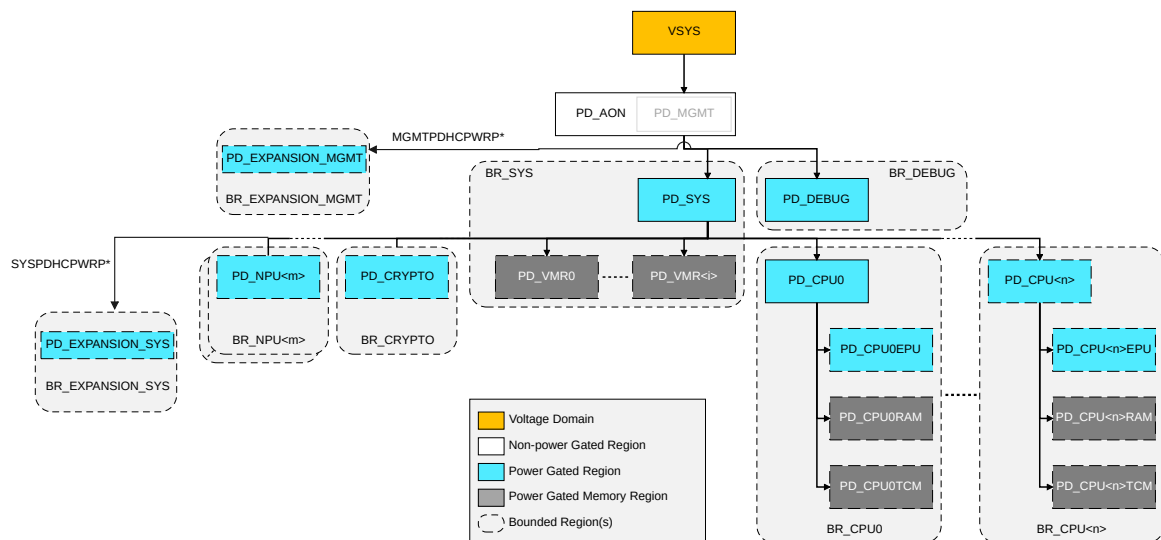 VSYS
PD_AON
PD_MGMT
MGMTPDHCPWRP*
PD_EXPANSION_MGMT
BR_EXPANSION_MGMT
BR_SYS
PD_SYS
BR_DEBUG
PD_DEBUG
SYSPDHCPWRP*
PD_NPU<m>
BR_NPU<m>
PD_CRYPTO
BR_CRYPTO
PD_VMR0
PD_VMR<i>
PD_CPU0
PD_CPU<n>
PD_EXPANSION_SYS
BR_EXPANSION_SYS
PD_CPU0EPU
PD_CPU0RAM
PD_CPU0TCM
BR_CPU0
PD_CPU<n>EPU
PD_CPU<n>RAM
PD_CPU<n>TCM
BR_CPU<n>
Voltage Domain
Non-power Gated Region
Power Gated Region
Power Gated Memory Region
Bounded Region(s)